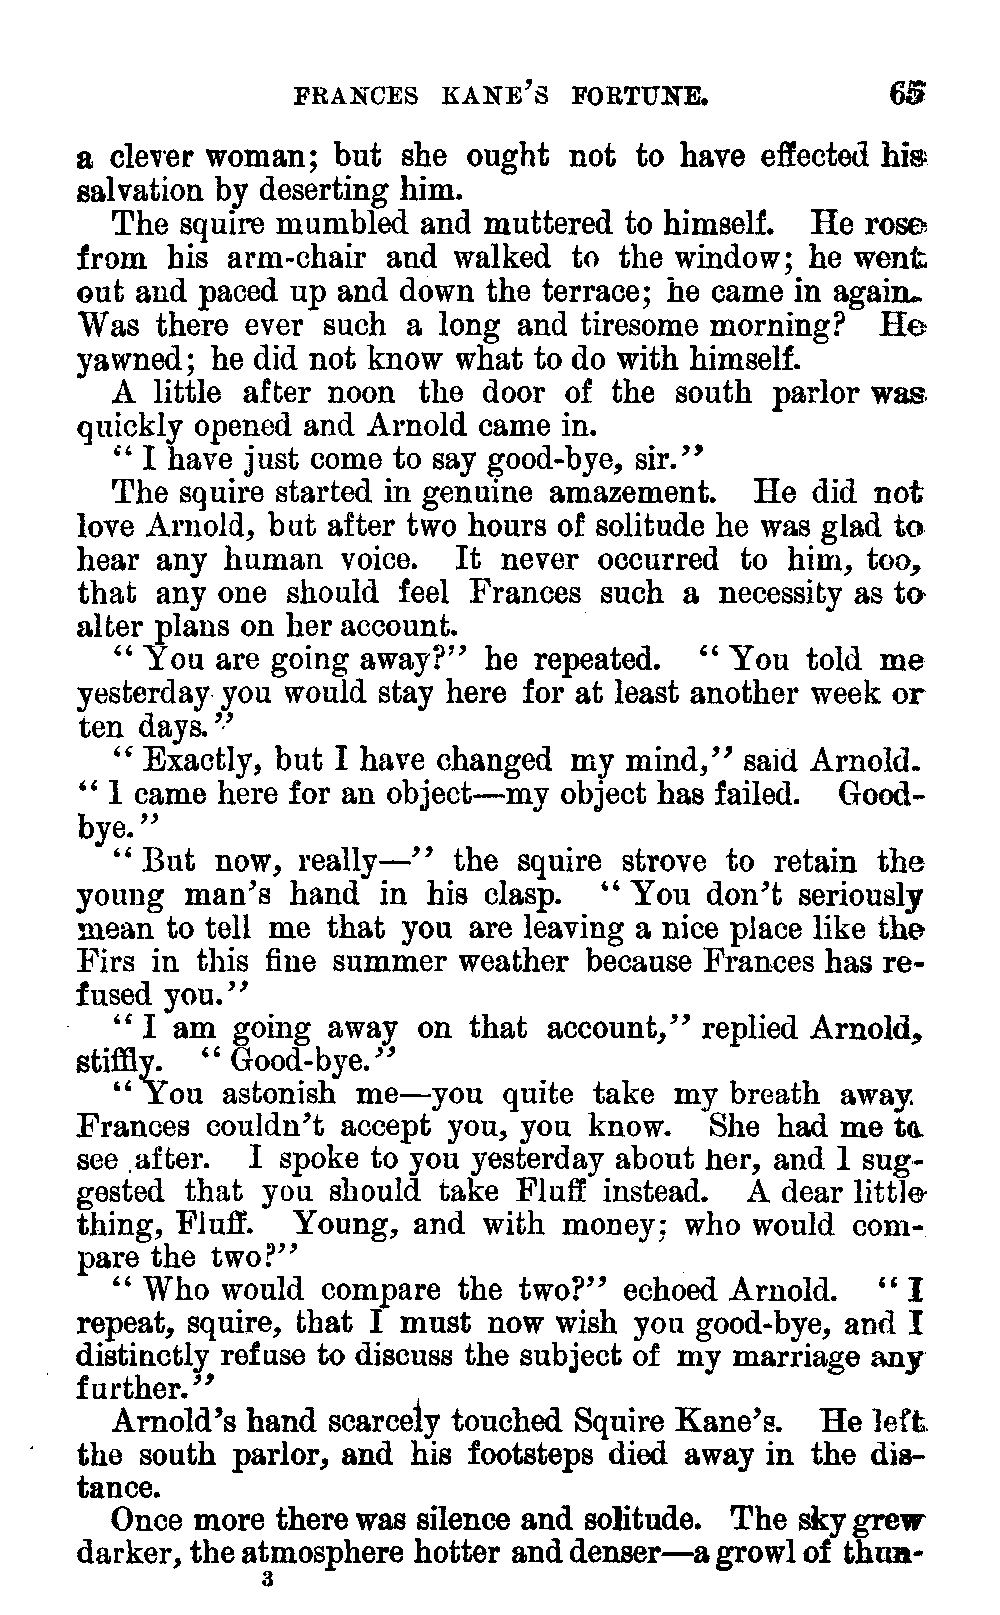 FRANCES KANE'S FORTUNE. 65
a clever woman; but she ought not to have effected his
salvation by deserting him.
The squire mumbled and muttered to himself. He rose
from his arm-chair and walked to the window; he went
out and paced up and down the terrace; he came in again.
Was there ever such a long and tiresome morning? He
yawned; he did not know what to do with himself.
A little after noon the door of the south parlor was
quickly opened and Arnold came in.
"I have just come to say good-bye, sir."
The squire started in genuine amazement. He did not
love Arnold, but after two hours of solitude he was glad to
hear any human voice. It never occurred to him, too,
that any one should feel Frances such a necessity as to
alter plans on her account.
"You are going away?" he repeated. "You told me
yesterday you would stay here for at least another week or
ten days."
"Exactly, but I have changed my mind," said Arnold.
"I came here for an object—my object has failed. Good-
bye."
"But now, really—" the squire strove to retain the
young man's hand in his clasp. "You don't seriously
mean to tell me that you are leaving a nice place like the
Firs in this fine summer weather because Frances has re-
fused you."
"I am going away on that account," replied Arnold,
stiffly. "Good-bye."
"You astonish me—you quite take my breath away.
Frances couldn't accept you, you know. She had me to
see after. I spoke to you yesterday about her, and I sug-
gested that you should take Fluff instead. A dear little
thing, Fluff. Young, and with money; who would com-
pare the two?"
"Who would compare the two?" echoed Arnold. "I
repeat, squire, that I must now wish you good-bye, and I
distinctly refuse to discuss the subject of my marriage any
further."
Arnold's hand scarcely touched Squire Kane's. He left
the south parlor, and his footsteps died away in the dis-
tance.
Once more there was silence and solitude. The sky grew
darker, the atmosphere hotter and denser—a growl of thun-
3